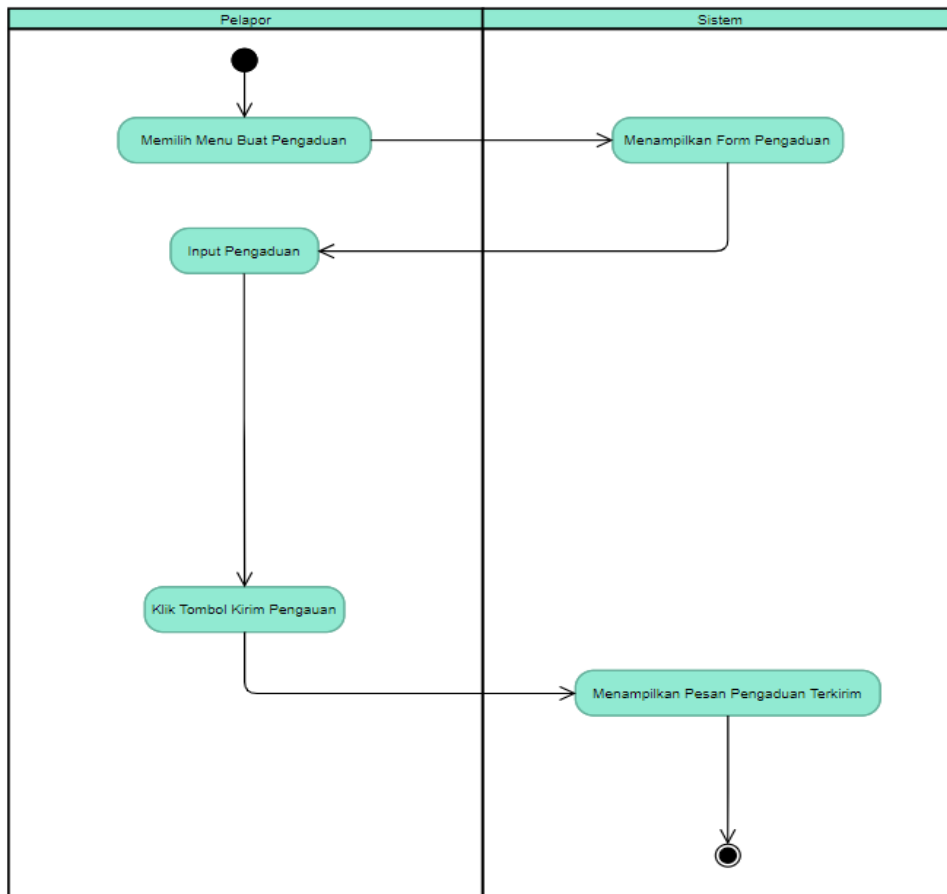 Pelapor
Sistem
Memilih Menu Buat Pengaduan
Menampilkan Form Pengaduan
Input Pengaduan
Klik Tombol Kirim Pengauan
Menampilkan Pesan Pengaduan Terkirim